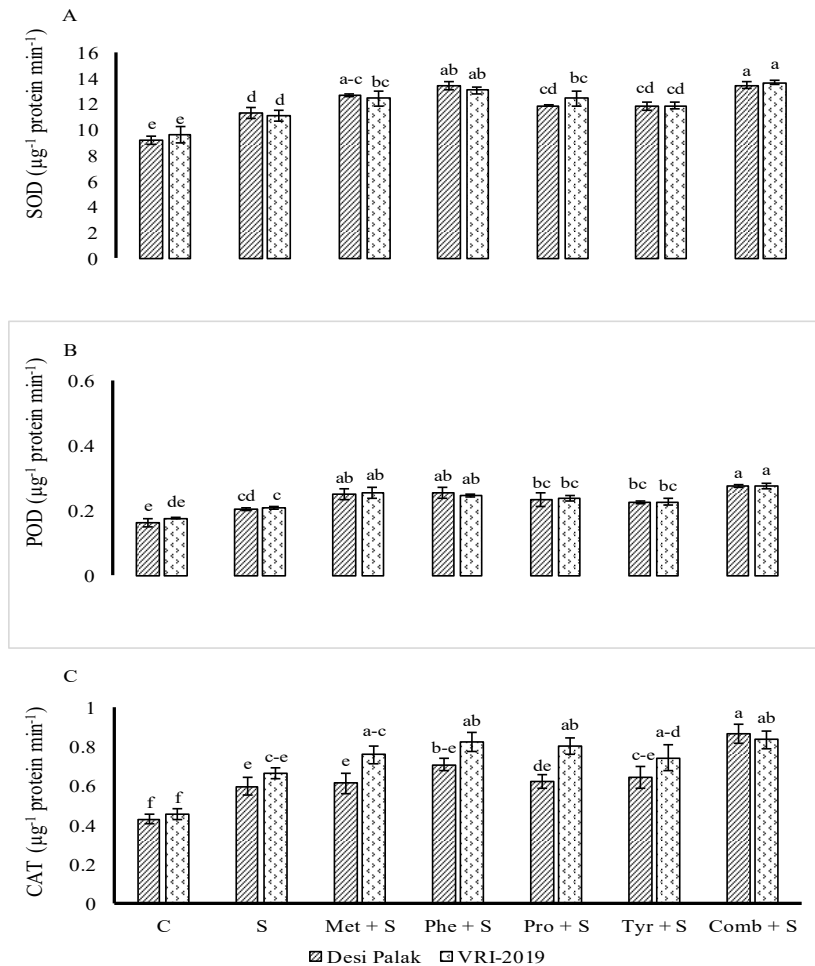 A
SOD (µg⁻¹ protein min⁻¹)
16
14
12
10
8
6
4
2
0
e e d d a-c bc ab ab cd bc cd cd a a
B
POD (µg⁻¹ protein min⁻¹)
0.6
0.4
0.2
0
e de cd c ab ab ab ab bc bc bc bc a a
C
CAT (µg⁻¹ protein min⁻¹)
1
0.8
0.6
0.4
0.2
0
f f e c-e e a-c b-e ab de ab c-e a-d a ab
C S Met + S Phe + S Pro + S Tyr + S Comb + S
Desi Palak VRI-2019